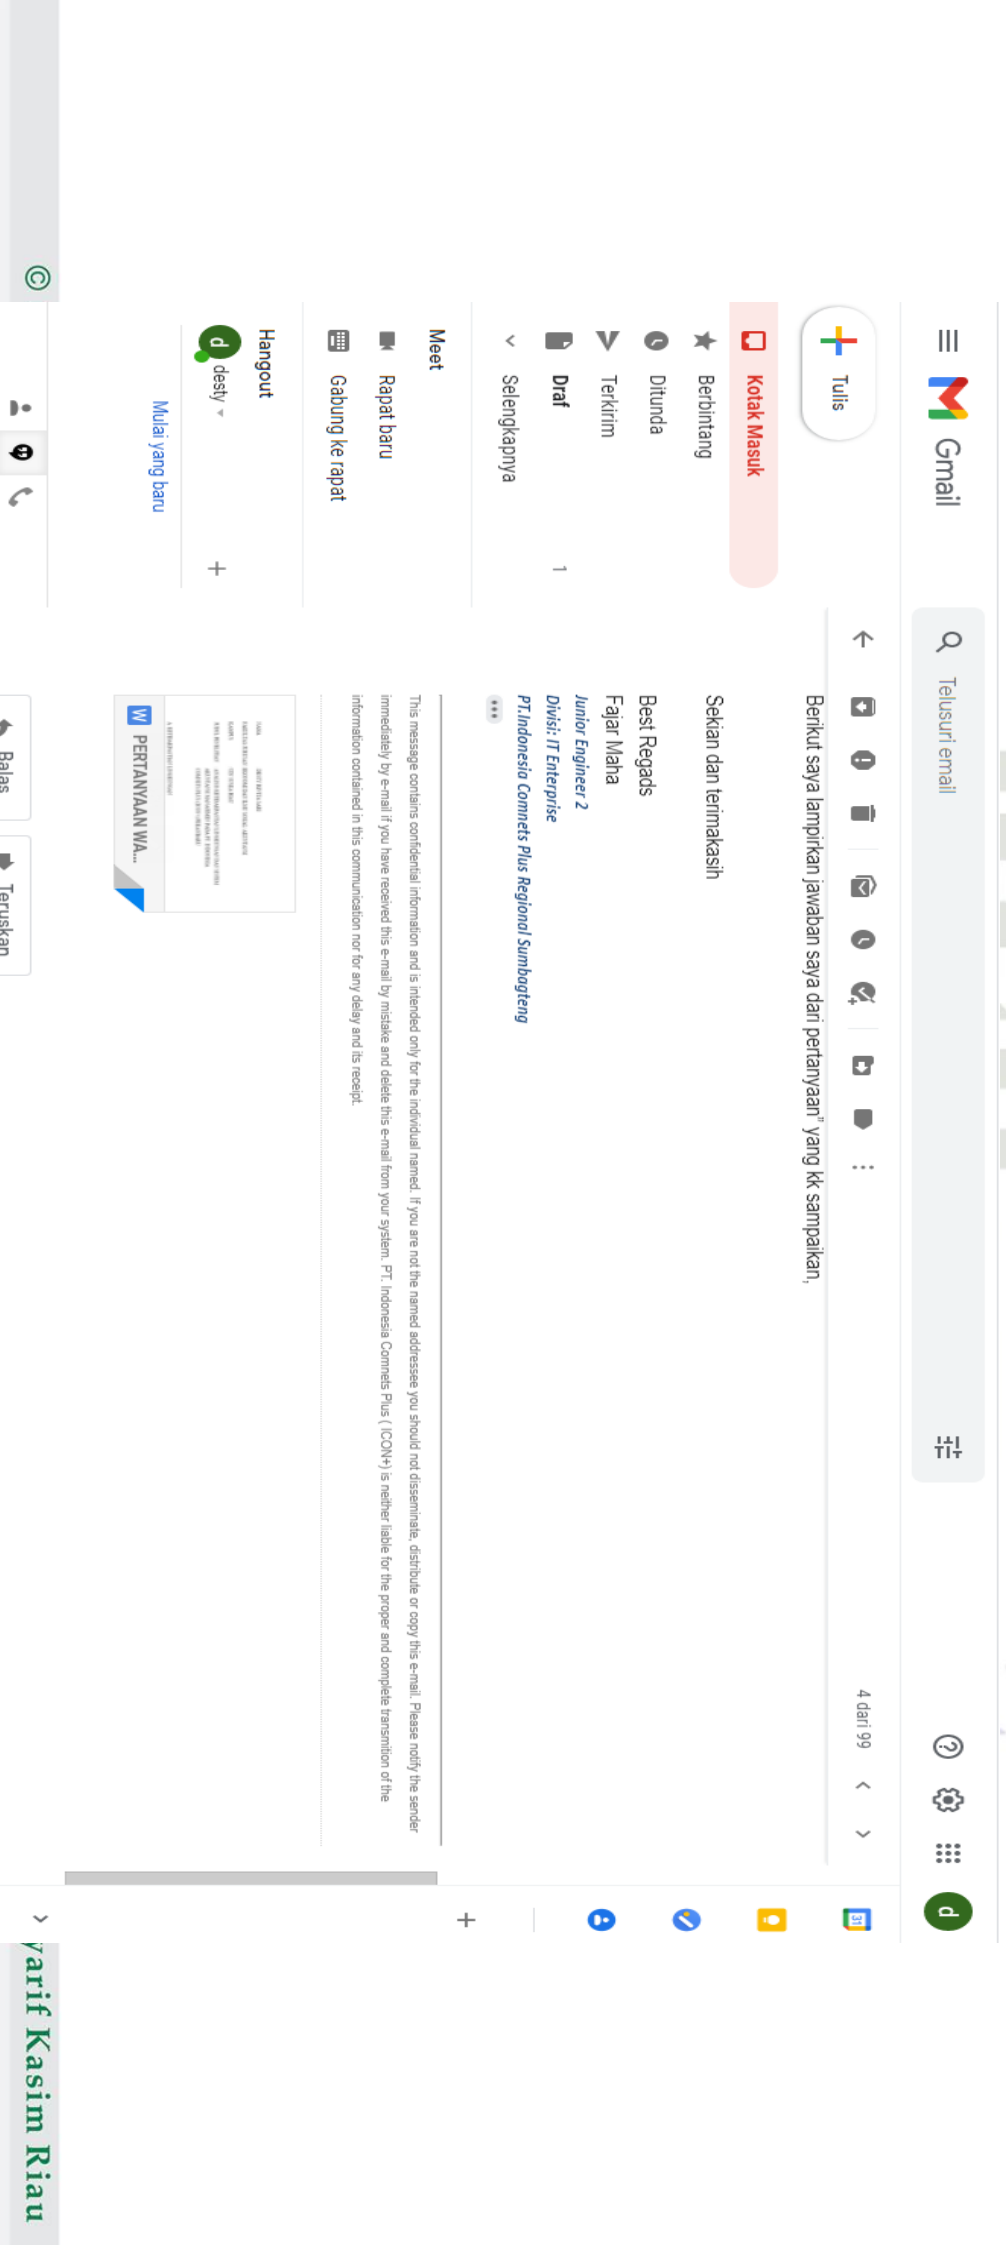 Gmail
Telusuri email
Tulis
4 dari 99
Kotak Masuk
Berbintang
Ditunda
Terkirim
Draf 1
Selengkapnya
Meet
Rapat baru
Gabung ke rapat
Hangout
desty
Mulai yang baru
Berikut saya lampirkan jawaban saya dari pertanyaan" yang kk sampaikan,
Sekian dan terimakasih
Best Regads
Fajar Maha
Junior Engineer 2
Divisi: IT Enterprise
PT.Indonesia Comnets Plus Regional Sumbagteng
This message contains confidential information and is intended only for the individual named. If you are not the named addressee you should not disseminate, distribute or copy this e-mail. Please notify the sender
immediately by e-mail if you have received this e-mail by mistake and delete this e-mail from your system. PT. Indonesia Comnets Plus ( ICON+) is neither liable for the proper and complete transmition of the
information contained in this communication nor for any delay and its receipt.
W PERTANYAAN WA...
Balas
Teruskan
©
yarif Kasim Riau